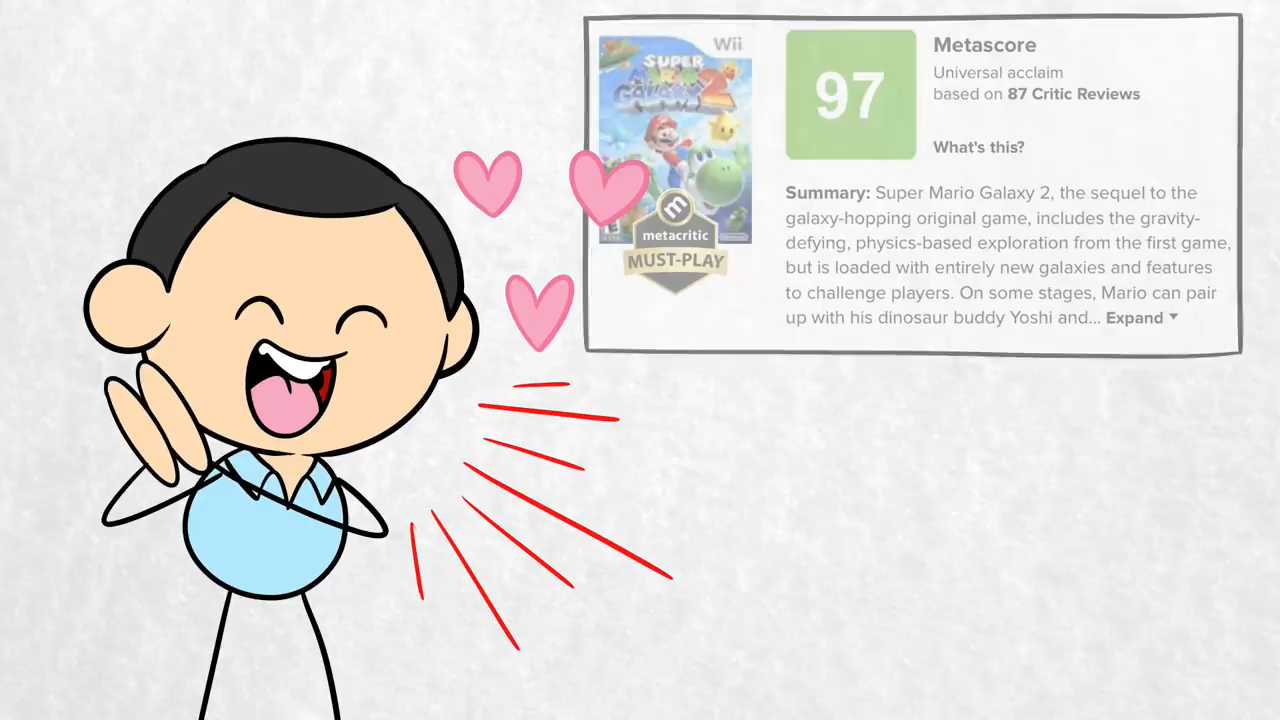 Wii
SUPER
MARIO
GALAXY 2
metacritic
MUST-PLAY
97
Metascore
Universal acclaim
based on 87 Critic Reviews
What's this?
Summary: Super Mario Galaxy 2, the sequel to the
galaxy-hopping original game, includes the gravity-
defying, physics-based exploration from the first game,
but is loaded with entirely new galaxies and features
to challenge players. On some stages, Mario can pair
up with his dinosaur buddy Yoshi and... Expand